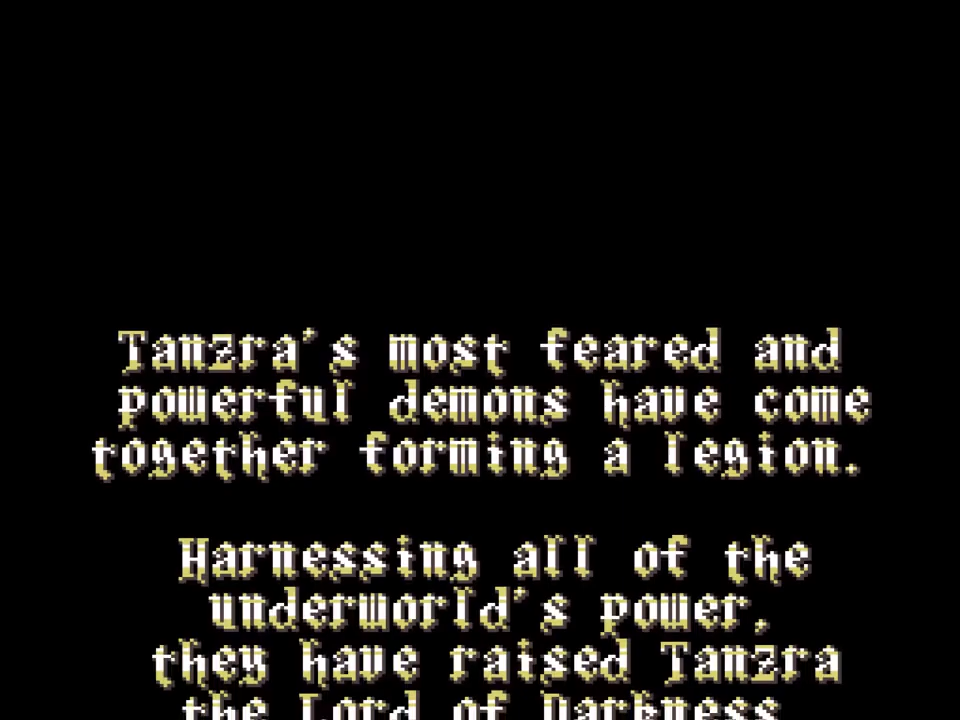 Tanzra's most feared and
powerful demons have come
together forming a legion.
Harnessing all of the
underworld's power,
they have raised Tanzra
the Lord of Darkness